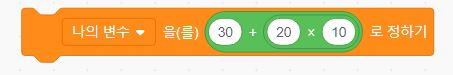 나의 변수 을(를) 30 + 20 × 10 로 정하기